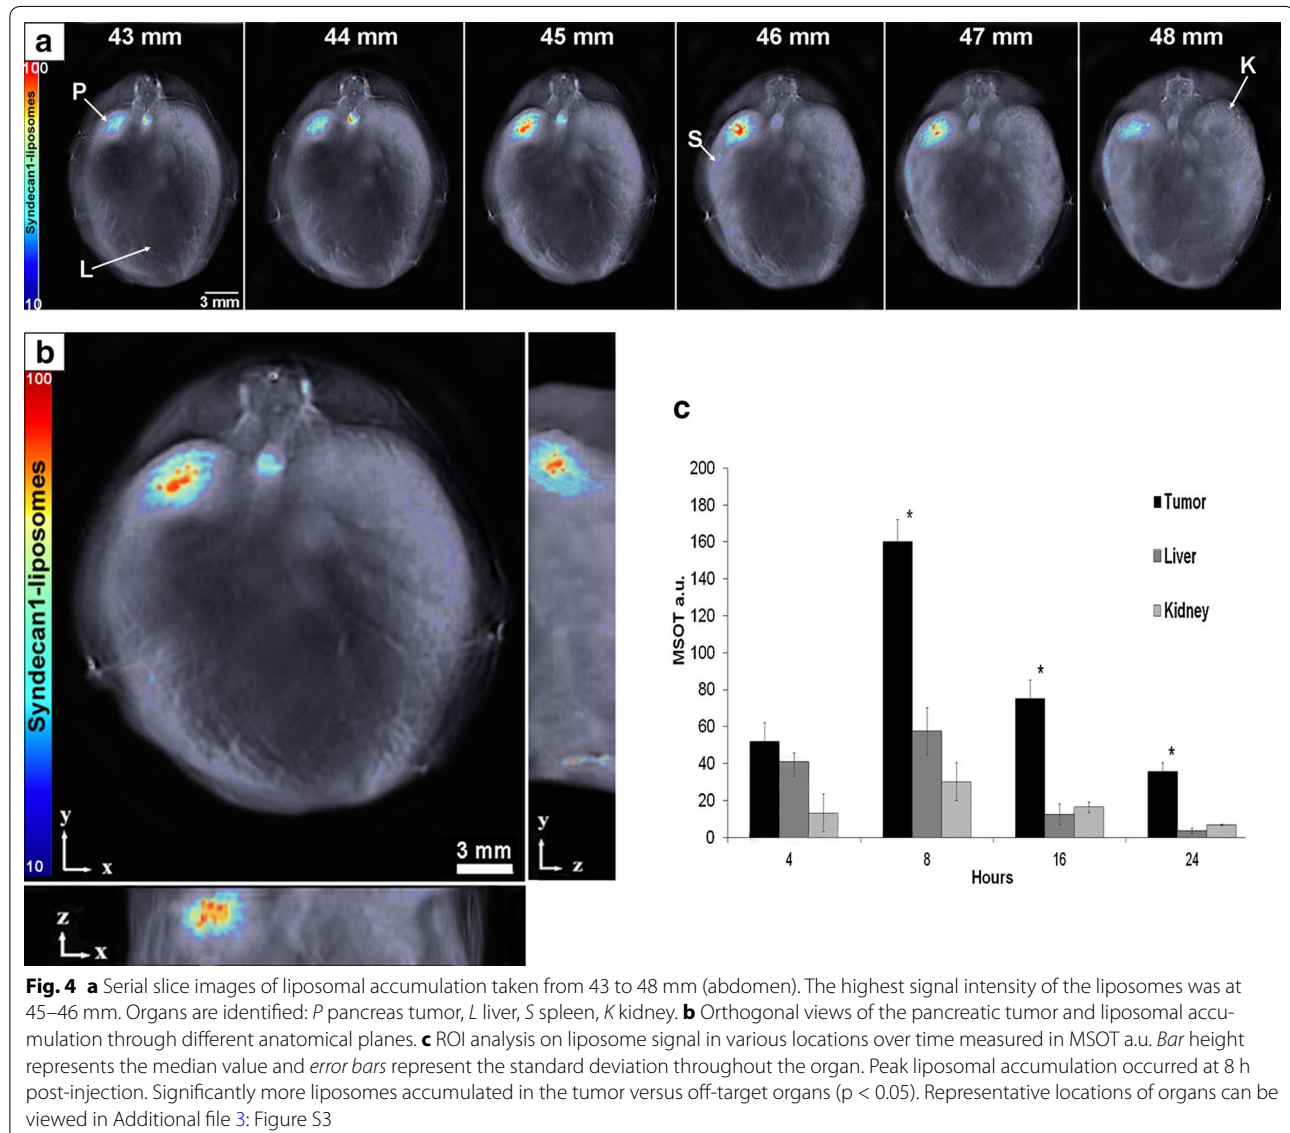 a
43 mm
44 mm
45 mm
46 mm
47 mm
48 mm
100
Syndecan1-liposomes
10
P
L
S
K
3 mm
b
100
Syndecan1-liposomes
10
y
x
3 mm
y
z
z
x
c
200
180
160
140
120
100
80
60
40
20
0
MSOT a.u.
*
*
*
Tumor
Liver
Kidney
4
8
16
24
Hours
Fig. 4 a Serial slice images of liposomal accumulation taken from 43 to 48 mm (abdomen). The highest signal intensity of the liposomes was at
45–46 mm. Organs are identified: P pancreas tumor, L liver, S spleen, K kidney. b Orthogonal views of the pancreatic tumor and liposomal accu-
mulation through different anatomical planes. c ROI analysis on liposome signal in various locations over time measured in MSOT a.u. Bar height
represents the median value and error bars represent the standard deviation throughout the organ. Peak liposomal accumulation occurred at 8 h
post-injection. Significantly more liposomes accumulated in the tumor versus off-target organs (p < 0.05). Representative locations of organs can be
viewed in Additional file 3: Figure S3